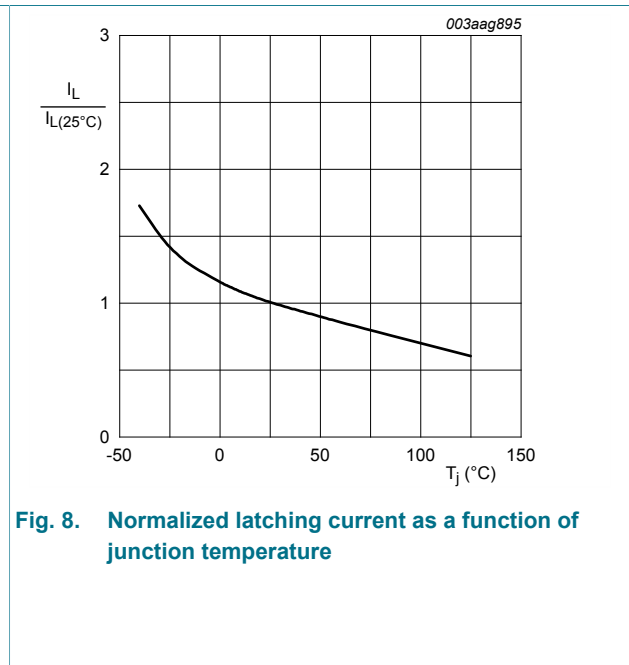 003aag895
3
I_L
I_L(25°C)
2
1
0
-50 0 50 100 150
T_j (°C)
Fig. 8. Normalized latching current as a function of
junction temperature